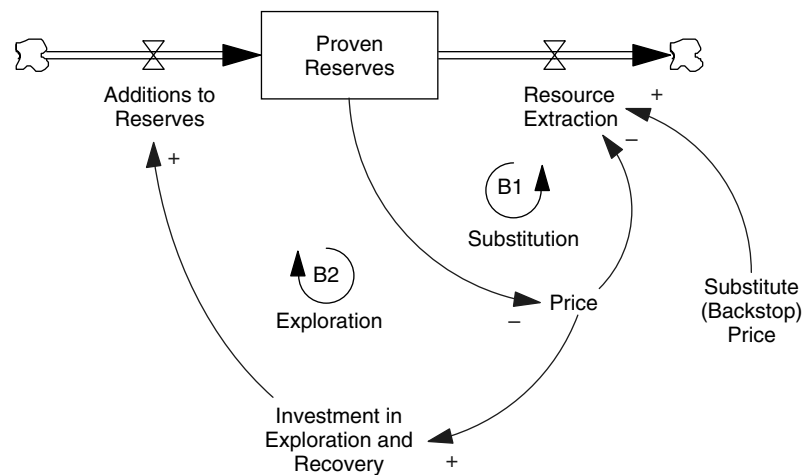 Proven
Reserves
Additions to
Reserves
Resource
Extraction
+
–
+
B1
Substitution
B2
Exploration
Substitute
(Backstop)
Price
Price
–
Investment in
Exploration and
Recovery
+